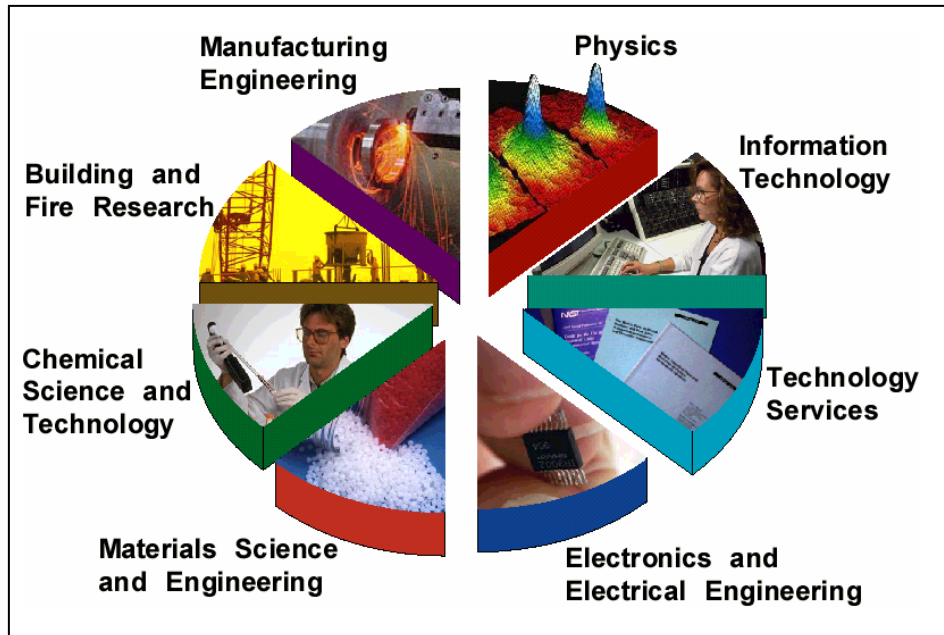 Manufacturing
Engineering
Physics
Building and
Fire Research
Information
Technology
Chemical
Science and
Technology
Technology
Services
Materials Science
and Engineering
Electronics and
Electrical Engineering